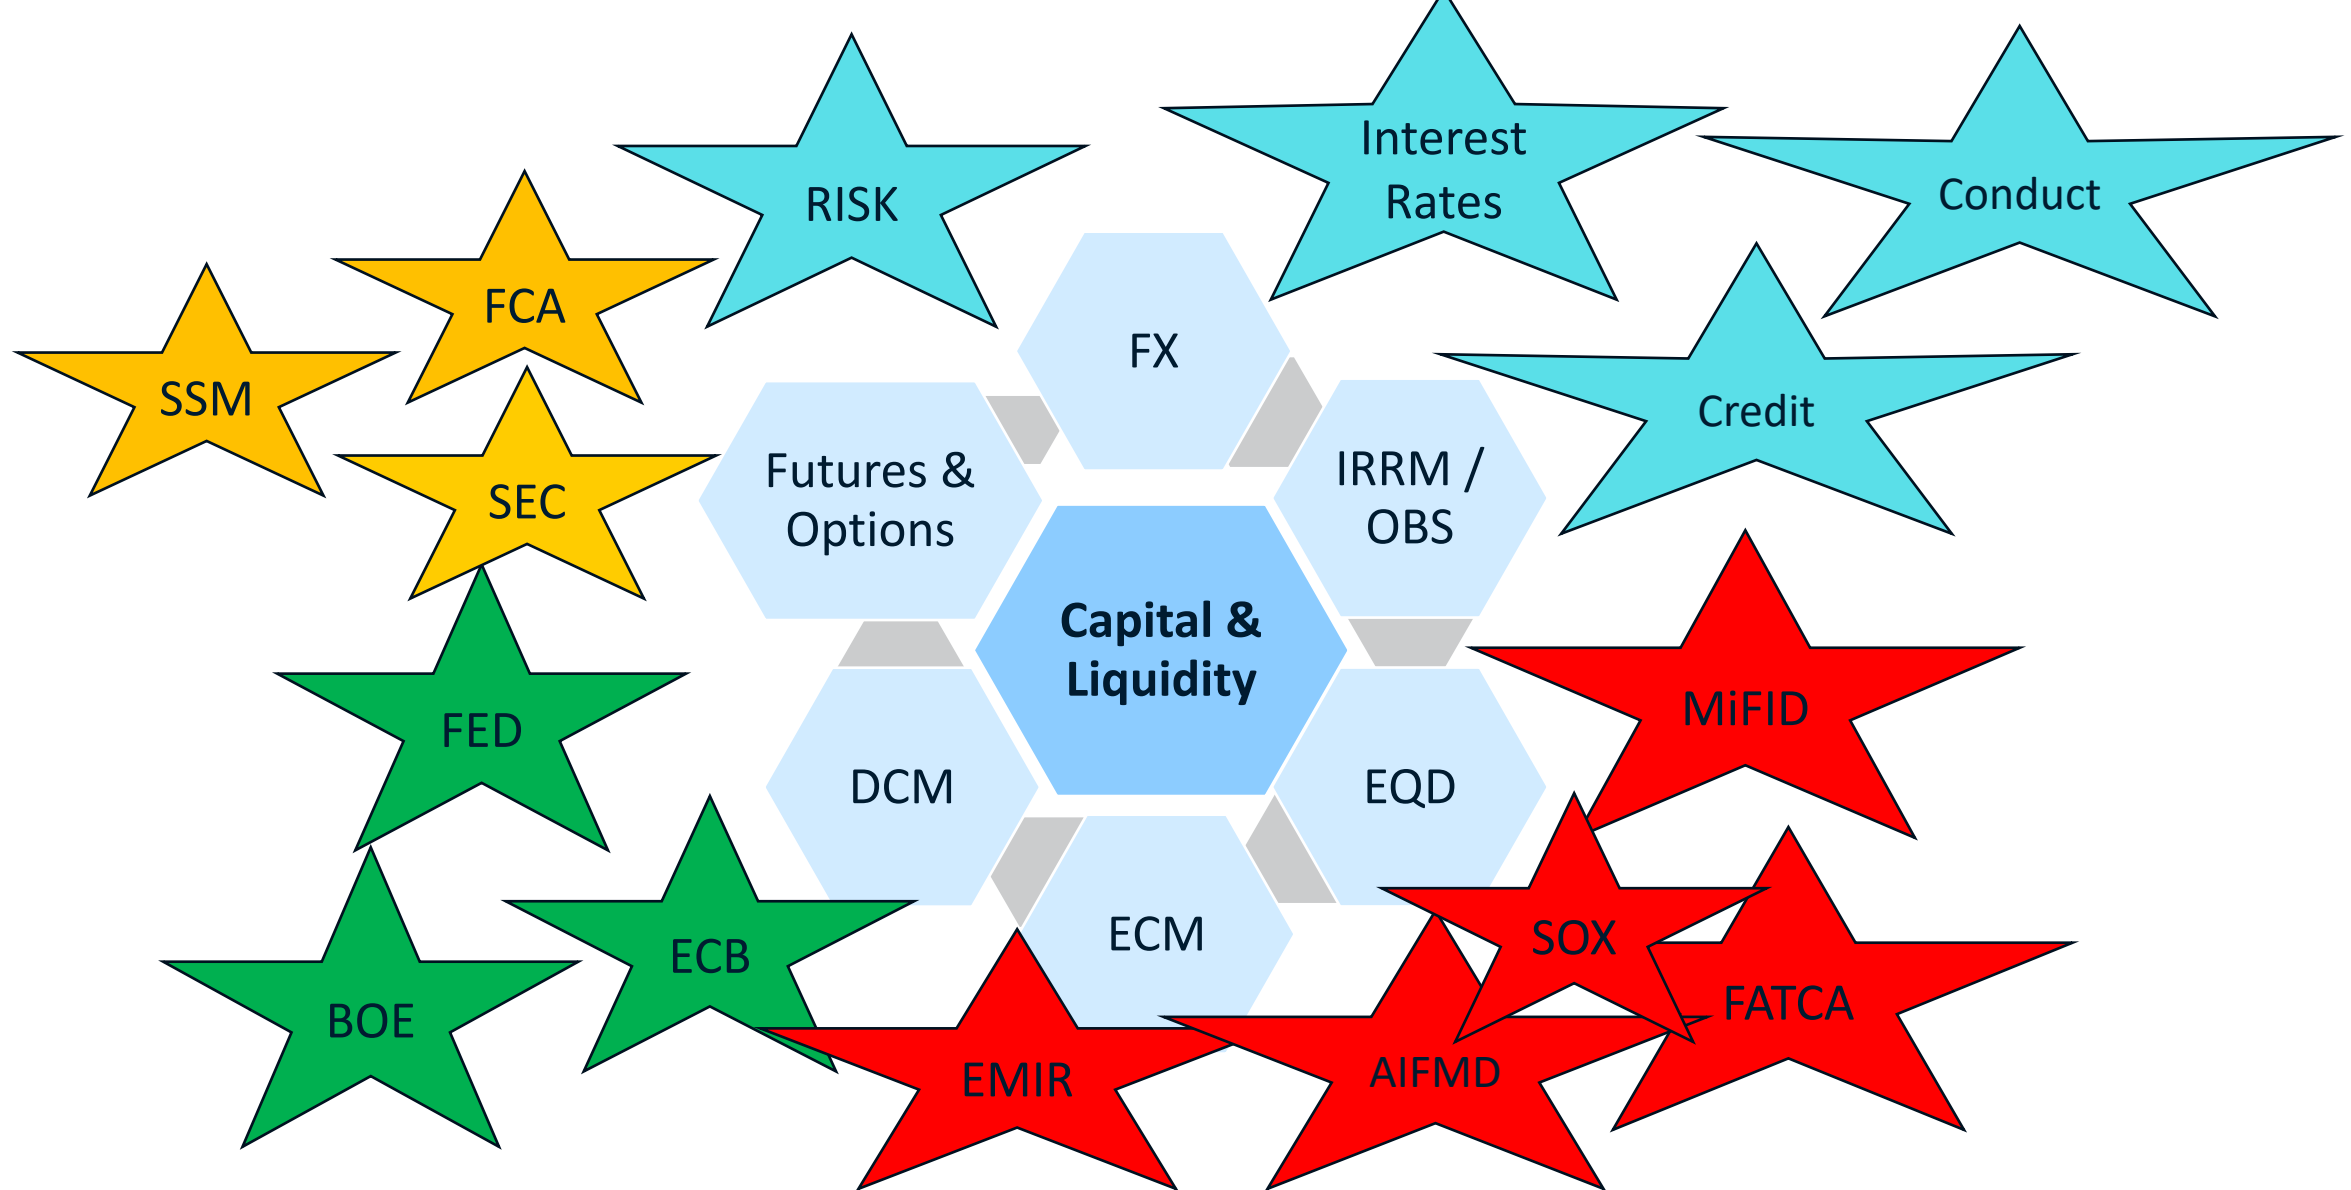 Interest
Rates
Conduct
RISK
FCA
FX
SSM
Credit
SEC
Futures &
Options
IRRM /
OBS
Capital &
Liquidity
MiFID
FED
DCM
EQD
ECM
SOX
ECB
FATCA
BOE
EMIR
AIFMD